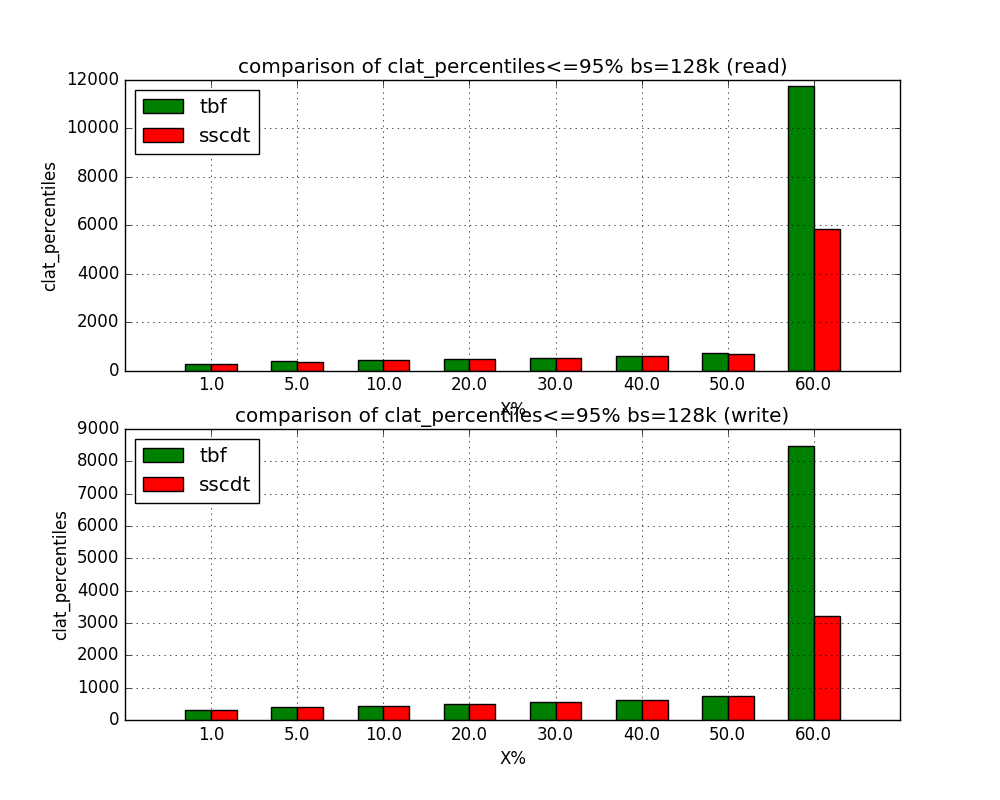 comparison of clat_percentiles<=95% bs=128k (read)
12000
10000
8000
6000
4000
2000
0
clat_percentiles
tbf
sscdt
1.0 5.0 10.0 20.0 30.0 40.0 50.0 60.0
X%
comparison of clat_percentiles<=95% bs=128k (write)
9000
8000
7000
6000
5000
4000
3000
2000
1000
0
clat_percentiles
tbf
sscdt
1.0 5.0 10.0 20.0 30.0 40.0 50.0 60.0
X%